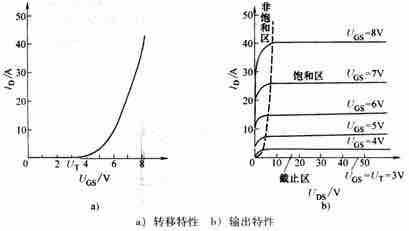 50
40
30
20
10
0
I_D/A
2
U_T
4
6
8
U_GS/V
a)
50
40
30
20
10
0
I_D/A
非饱和区
饱和区
截止区
U_GS=8V
U_GS=7V
U_GS=6V
U_GS=5V
U_GS=4V
U_GS=U_T=3V
10 20 30 40 50
U_DS/V
b)
a) 转移特性 b) 输出特性